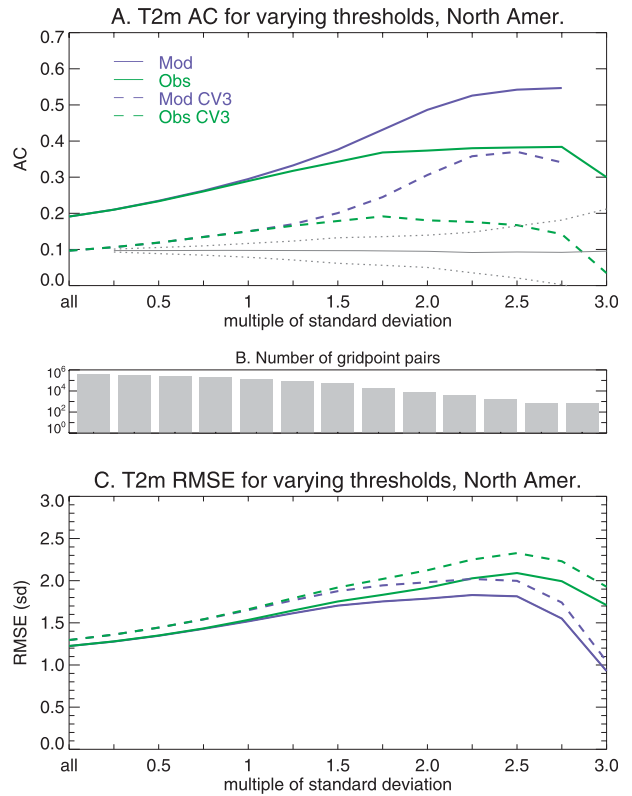 A. T2m AC for varying thresholds, North Amer.
0.7
0.6
0.5
0.4
0.3
0.2
0.1
0.0
AC
Mod
Obs
Mod CV3
Obs CV3
all 0.5 1 1.5 2.0 2.5 3.0
multiple of standard deviation
B. Number of gridpoint pairs
10^6
10^4
10^2
10^0
C. T2m RMSE for varying thresholds, North Amer.
3.0
2.5
2.0
1.5
1.0
0.5
0.0
RMSE (sd)
all 0.5 1 1.5 2.0 2.5 3.0
multiple of standard deviation